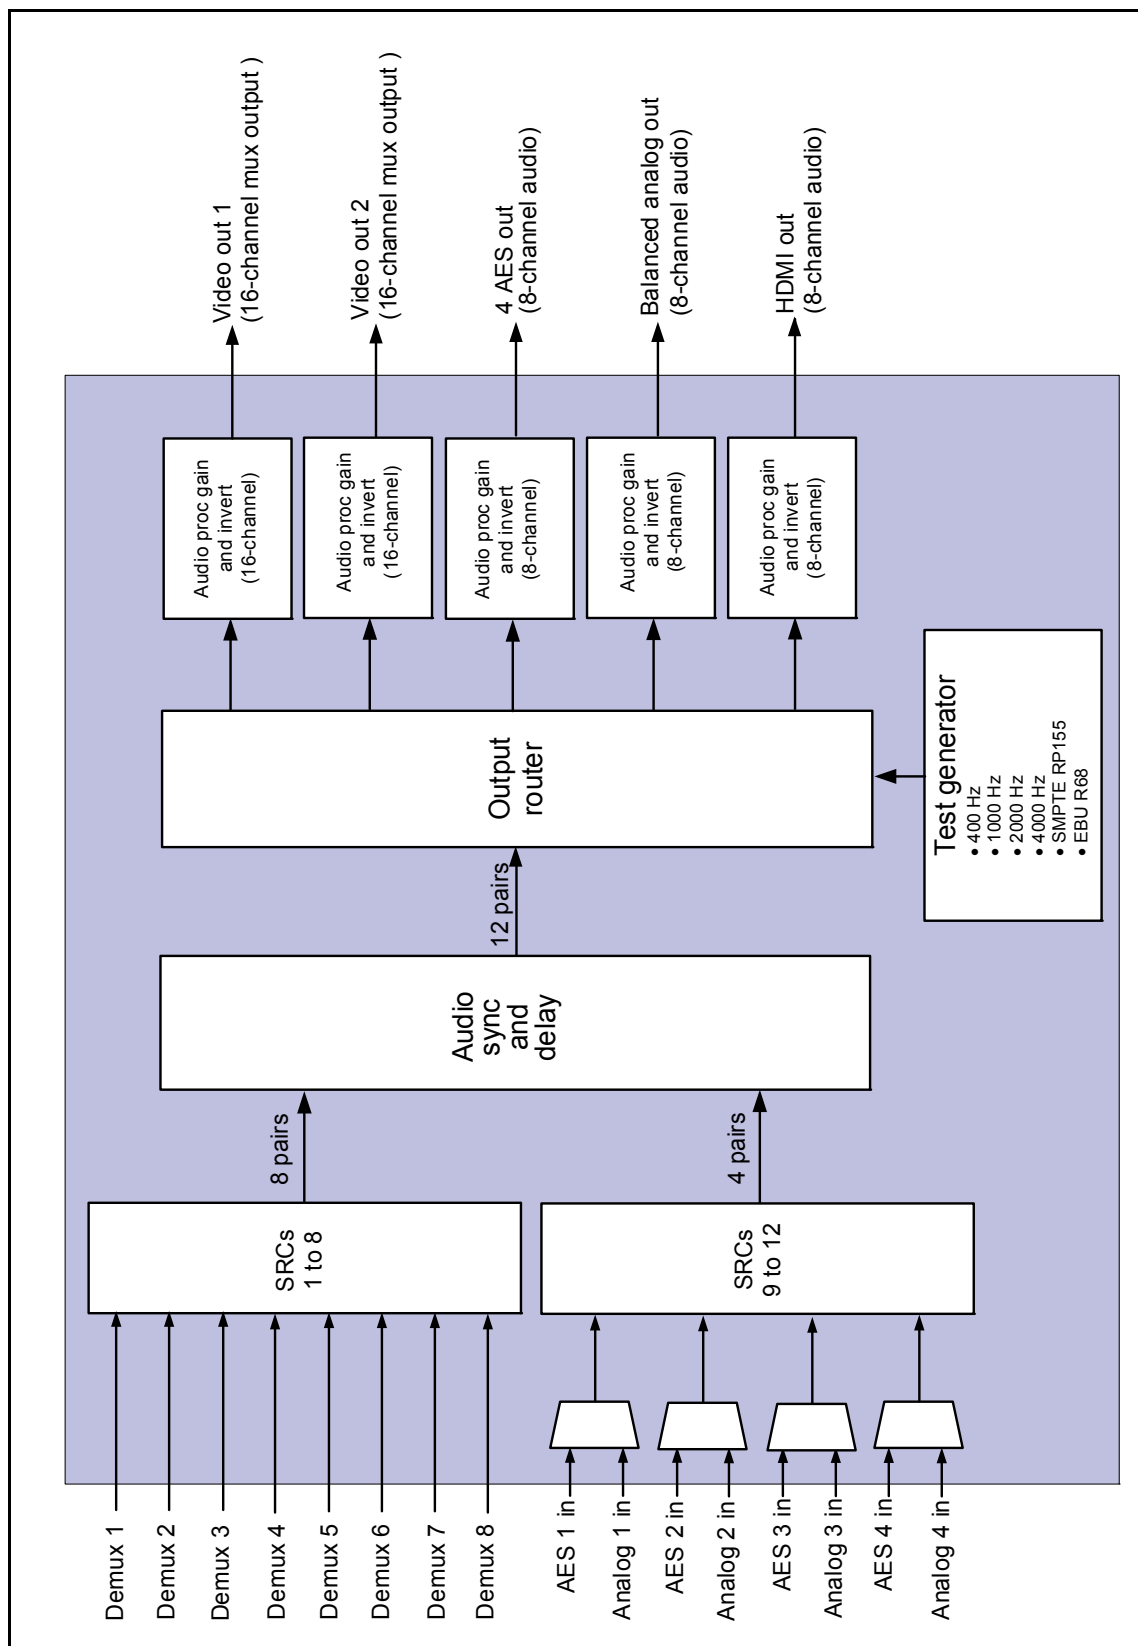 Demux 1
Demux 2
Demux 3
Demux 4
Demux 5
Demux 6
Demux 7
Demux 8
AES 1 in
Analog 1 in
AES 2 in
Analog 2 in
AES 3 in
Analog 3 in
AES 4 in
Analog 4 in
SRCs
1 to 8
SRCs
9 to 12
8 pairs
4 pairs
Audio
sync
and
delay
12 pairs
Output
router
Test generator
• 400 Hz
• 1000 Hz
• 2000 Hz
• 4000 Hz
• SMPTE RP155
• EBU R68
Audio proc gain
and invert
(16-channel)
Audio proc gain
and invert
(16-channel)
Audio proc gain
and invert
(8-channel)
Audio proc gain
and invert
(8-channel)
Audio proc gain
and invert
(8-channel)
Video out 1
(16-channel mux output )
Video out 2
(16-channel mux output )
4 AES out
(8-channel audio)
Balanced analog out
(8-channel audio)
HDMI out
(8-channel audio)